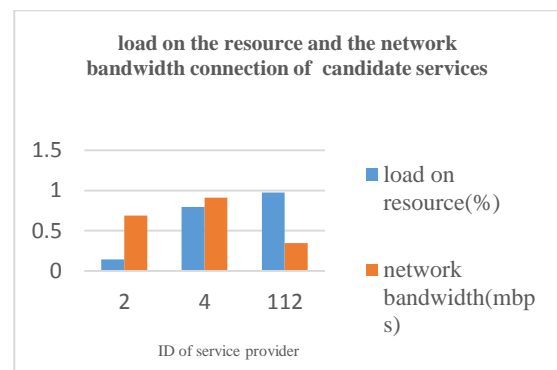 load on the resource and the network
bandwidth connection of candidate services
1.5
1
0.5
0
2 4 112
ID of service provider
load on
resource(%)
network
bandwidth(mbp
s)